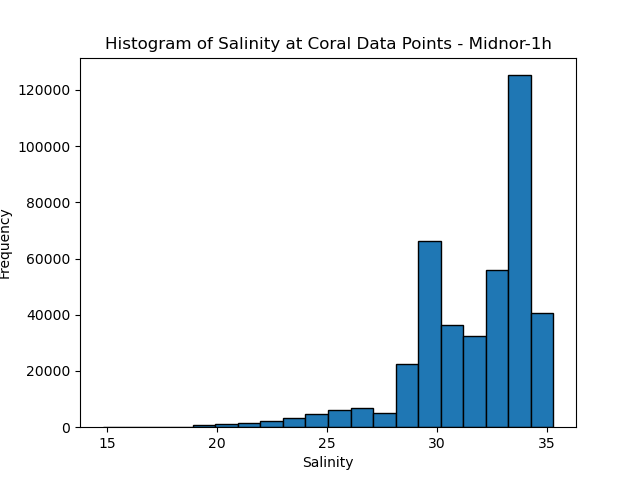 Histogram of Salinity at Coral Data Points - Midnor-1h
120000
100000
80000
60000
40000
20000
0
Frequency
15 20 25 30 35
Salinity